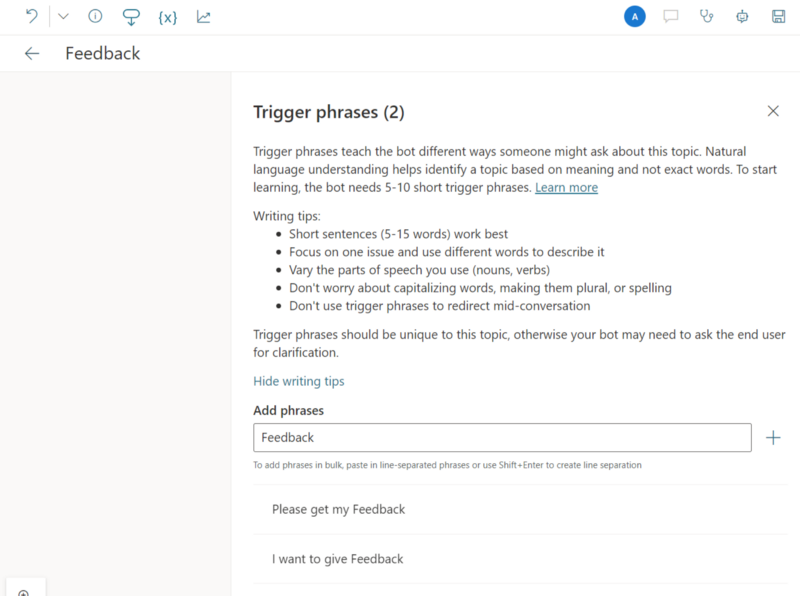 {x}
A
Feedback
Trigger phrases (2)
Trigger phrases teach the bot different ways someone might ask about this topic. Natural
language understanding helps identify a topic based on meaning and not exact words. To start
learning, the bot needs 5-10 short trigger phrases. Learn more
Writing tips:
Short sentences (5-15 words) work best
Focus on one issue and use different words to describe it
Vary the parts of speech you use (nouns, verbs)
Don't worry about capitalizing words, making them plural, or spelling
Don't use trigger phrases to redirect mid-conversation
Trigger phrases should be unique to this topic, otherwise your bot may need to ask the end user
for clarification.
Hide writing tips
Add phrases
Feedback
To add phrases in bulk, paste in line-separated phrases or use Shift+Enter to create line separation
Please get my Feedback
I want to give Feedback